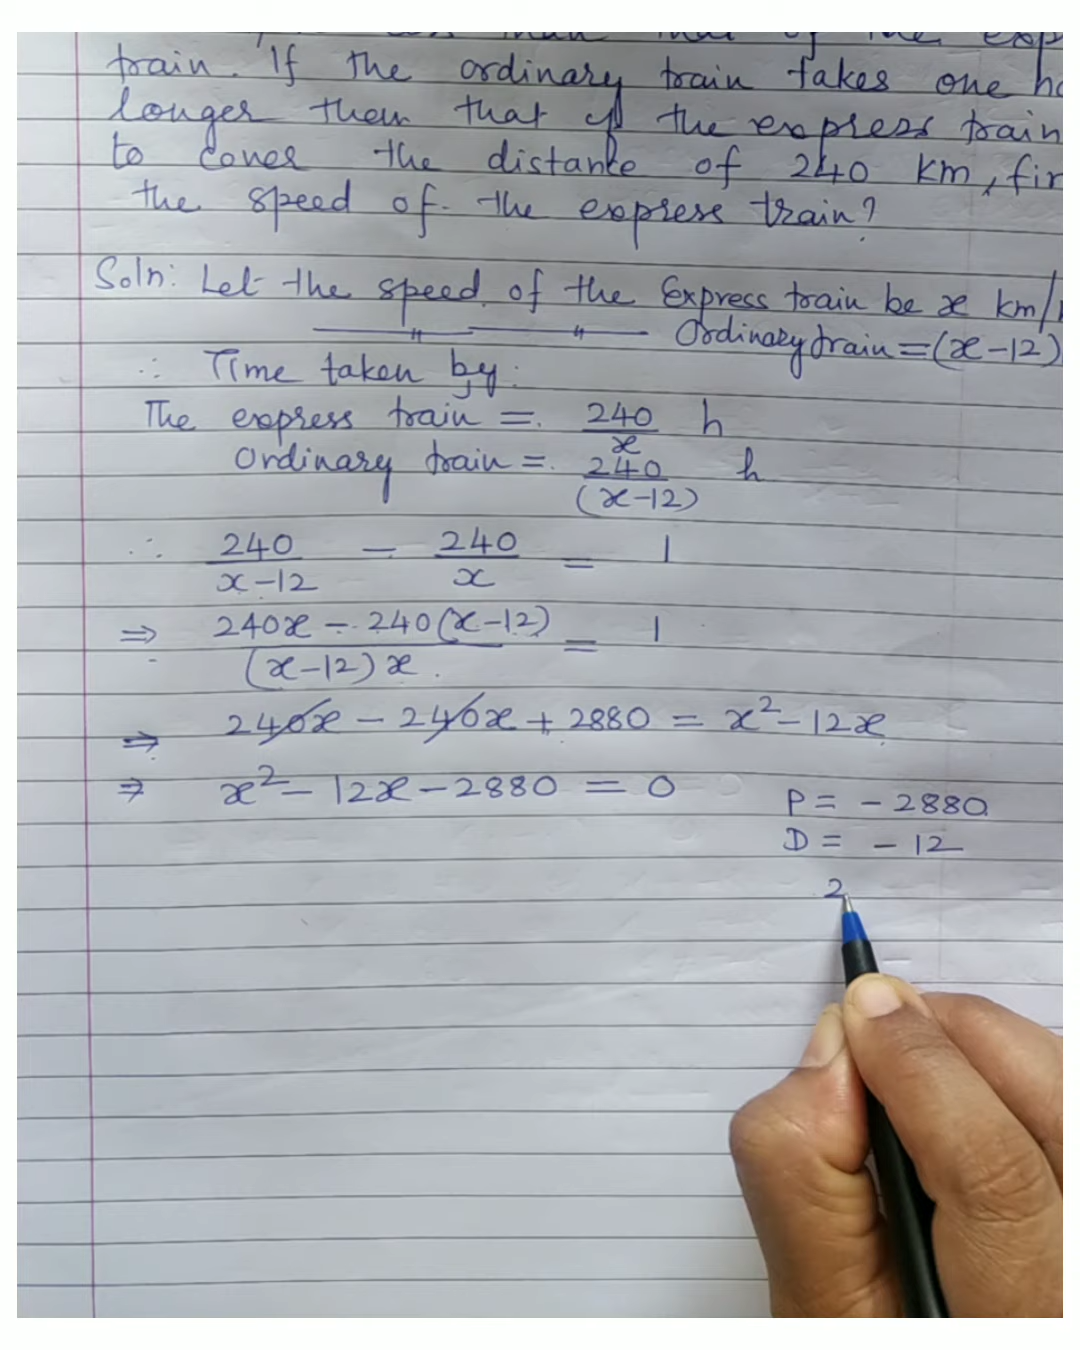 train. If the ordinary train takes one
longer then that of the express train
to cover the distance of 240 km,
the speed of the express train?
Soln: Let the speed of the Express train be x km/
——〃——〃—— Ordinary train = (x-12)
∴ Time taken by:
The express train = 240/x h
Ordinary train = 240/(x-12) h
∴ 240/x-12 - 240/x = 1
⇒ 240x - 240(x-12)/(x-12)x = 1
⇒ 240x - 240x + 2880 = x² - 12x
⇒ x² - 12x - 2880 = 0
P = - 2880
D = - 12
2